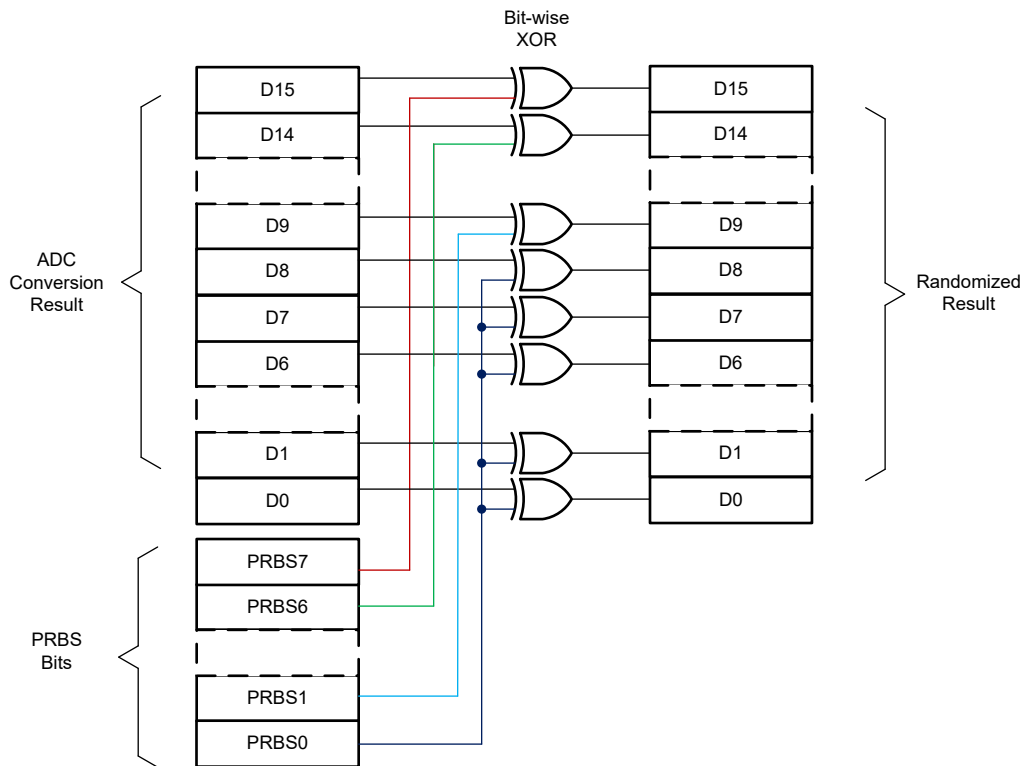 Bit-wise
XOR
D15
D15
D14
D14
D9
D9
D8
D8
D7
D7
D6
D6
D1
D1
D0
D0
ADC
Conversion
Result
Randomized
Result
PRBS7
PRBS6
PRBS1
PRBS0
PRBS
Bits